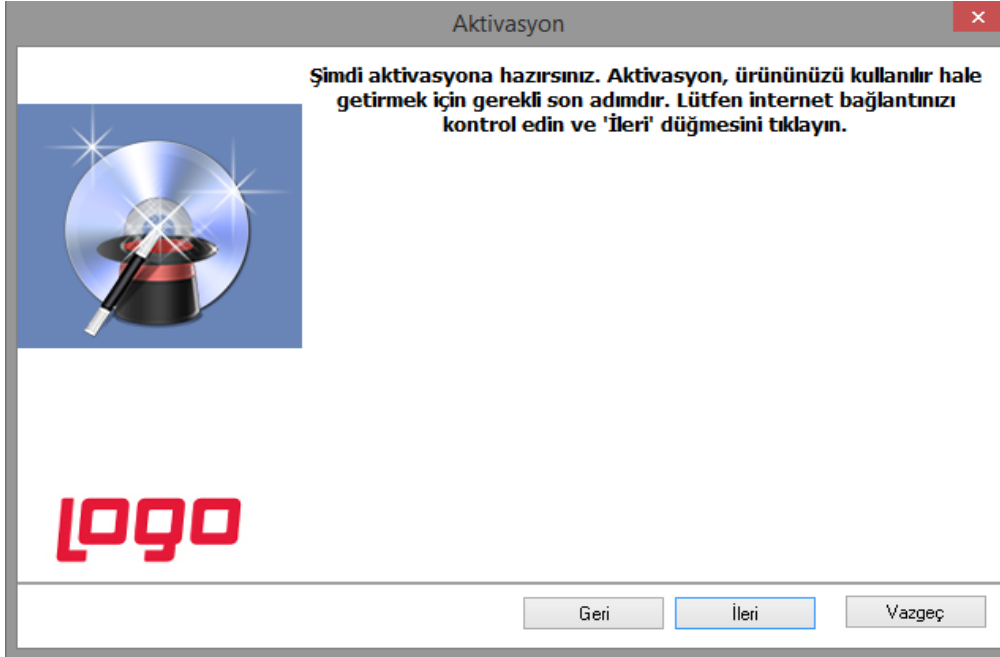 Aktivasyon
Şimdi aktivasyona hazırsınız. Aktivasyon, ürününüzü kullanılır hale
getirmek için gerekli son adımdır. Lütfen internet bağlantınızı
kontrol edin ve 'İleri' düğmesini tıklayın.
logo
Geri
İleri
Vazgeç